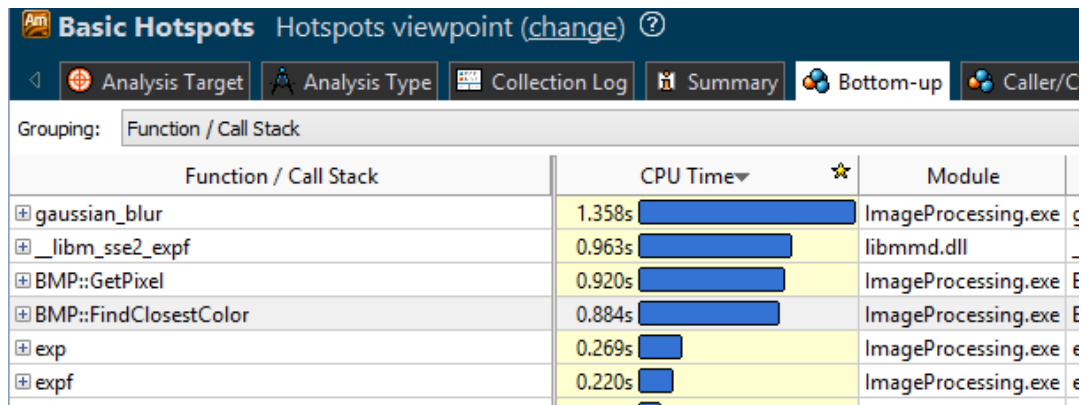 Am Basic Hotspots Hotspots viewpoint (change) ?
Analysis Target Analysis Type Collection Log Summary Bottom-up Caller/C
Grouping: Function / Call Stack
Function / Call Stack CPU Time Module
gaussian_blur 1.358s ImageProcessing.exe g
__libm_sse2_expf 0.963s libmmd.dll _
BMP::GetPixel 0.920s ImageProcessing.exe B
BMP::FindClosestColor 0.884s ImageProcessing.exe B
exp 0.269s ImageProcessing.exe e
expf 0.220s ImageProcessing.exe e